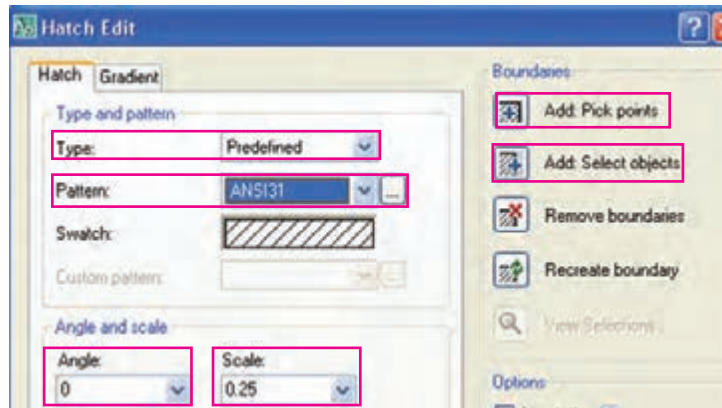 Hatch Edit
Hatch Gradient
Type and pattern
Type: Predefined
Pattern: ANSI31 ...
Swatch:
Custom pattern: ...
Angle and scale
Angle: Scale:
0 0.25
Boundaries
Add: Pick points
Add: Select objects
Remove boundaries
Recreate boundary
View Selections
Options